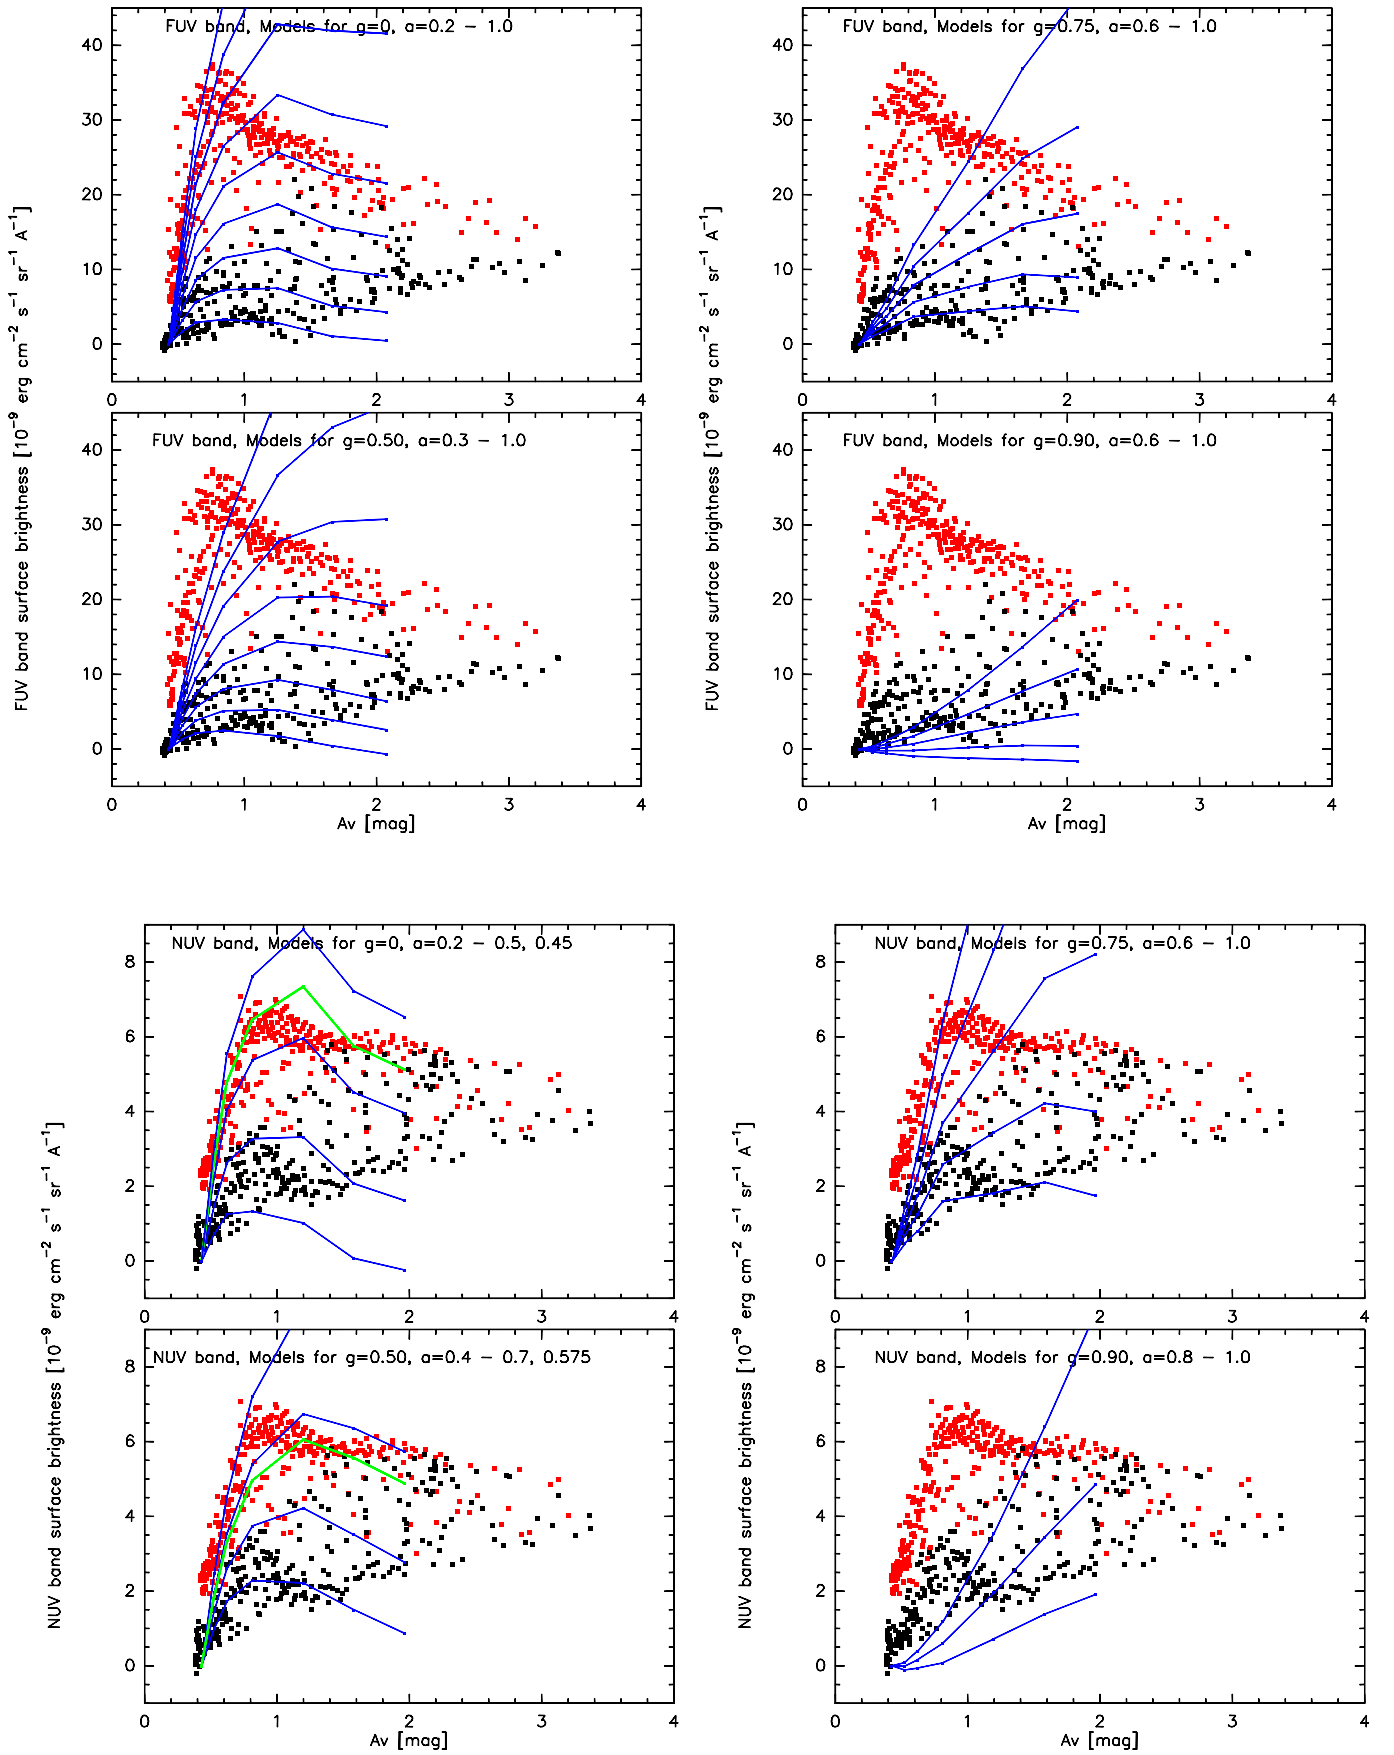 FUV band, Models for g=0, a=0.2 − 1.0
40
30
20
10
0
0 1 2 3 4
FUV band, Models for g=0.50, a=0.3 − 1.0
40
30
20
10
0
0 1 2 3 4
Av [mag]
FUV band surface brightness [10⁻⁹ erg cm⁻² s⁻¹ sr⁻¹ A⁻¹]
FUV band, Models for g=0.75, a=0.6 − 1.0
40
30
20
10
0
0 1 2 3 4
FUV band, Models for g=0.90, a=0.6 − 1.0
40
30
20
10
0
0 1 2 3 4
Av [mag]
FUV band surface brightness [10⁻⁹ erg cm⁻² s⁻¹ sr⁻¹ A⁻¹]
NUV band, Models for g=0, a=0.2 − 0.5, 0.45
8
6
4
2
0
0 1 2 3 4
NUV band, Models for g=0.50, a=0.4 − 0.7, 0.575
8
6
4
2
0
0 1 2 3 4
Av [mag]
NUV band surface brightness [10⁻⁹ erg cm⁻² s⁻¹ sr⁻¹ A⁻¹]
NUV band, Models for g=0.75, a=0.6 − 1.0
8
6
4
2
0
0 1 2 3 4
NUV band, Models for g=0.90, a=0.8 − 1.0
8
6
4
2
0
0 1 2 3 4
Av [mag]
NUV band surface brightness [10⁻⁹ erg cm⁻² s⁻¹ sr⁻¹ A⁻¹]